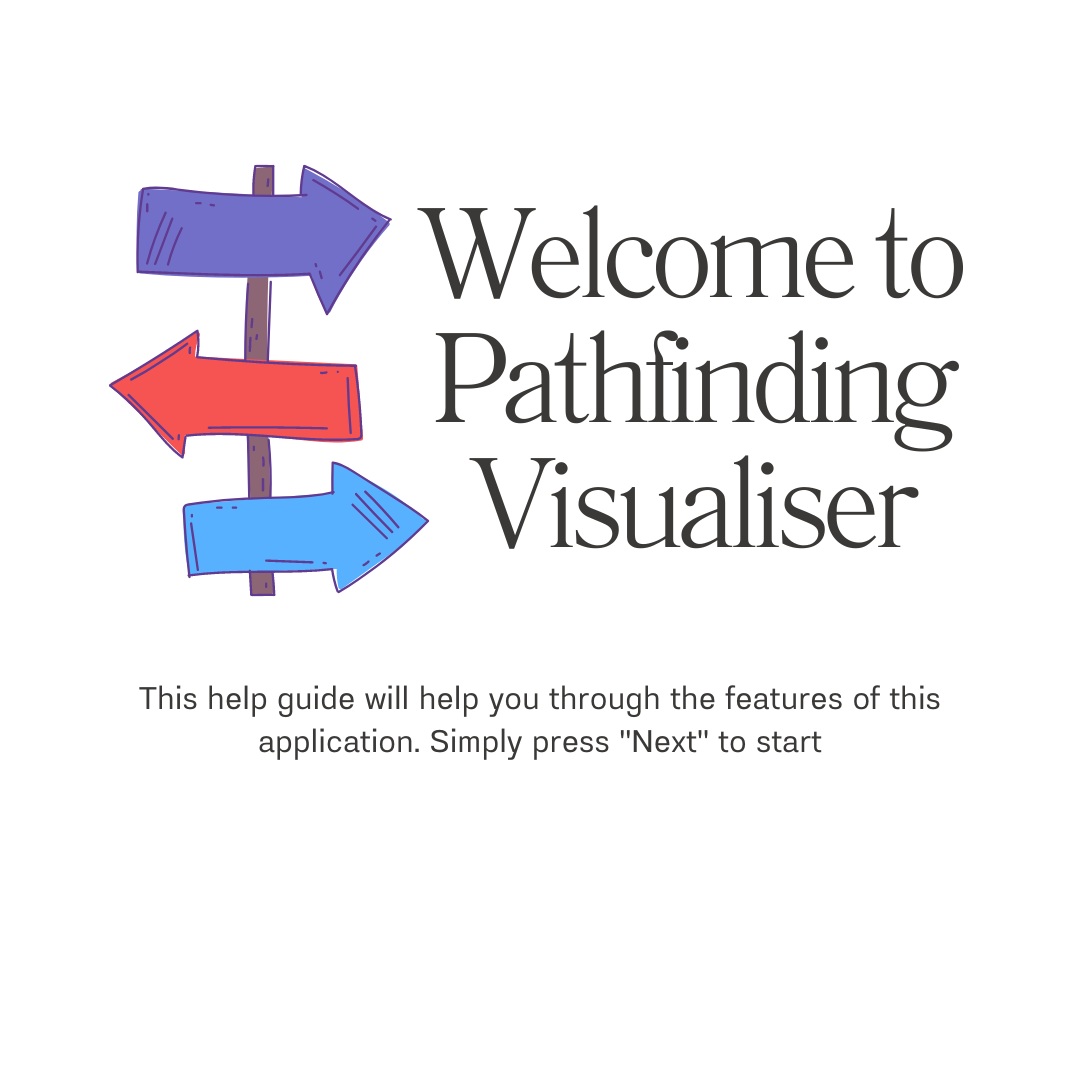 Welcome to
Pathfinding
Visualiser
This help guide will help you through the features of this
application. Simply press "Next" to start